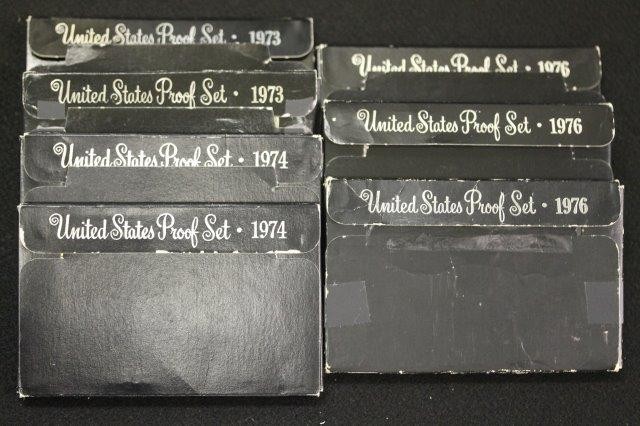 United States Proof Set · 1973
United States Proof Set · 1973
United States Proof Set · 1974
United States Proof Set · 1974
United States Proof Set · 1976
United States Proof Set · 1976
United States Proof Set · 1976